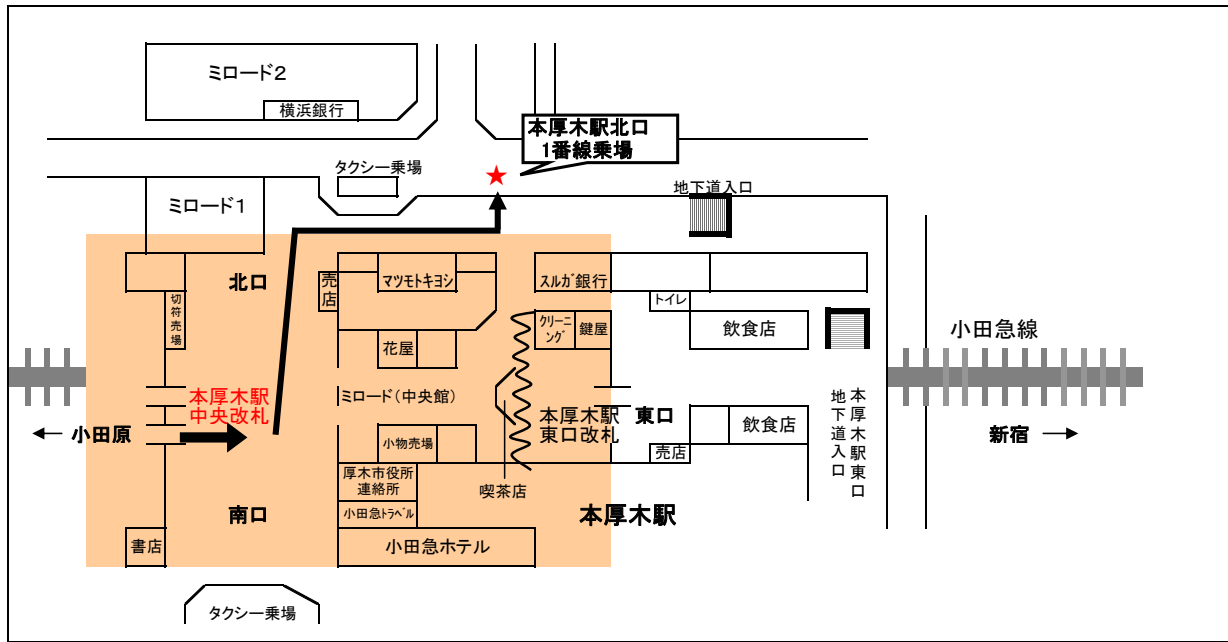 ミロード2
横浜銀行
本厚木駅北口
1番線乗場
タクシー乗場
地下道入口
ミロード1
北口
売
店
マツモトキヨシ
スルガ銀行
切
符
売
場
トイレ
クリーニ
ング
鍵屋
飲食店
花屋
小田急線
本厚木駅
中央改札
ミロード(中央館)
本厚木駅
東口改札
東口
← 小田原
小物売場
飲食店
売店
地下道入口
本厚木駅東口
新宿 →
厚木市役所
連絡所
喫茶店
南口
小田急トラベル
本厚木駅
書店
小田急ホテル
タクシー乗場